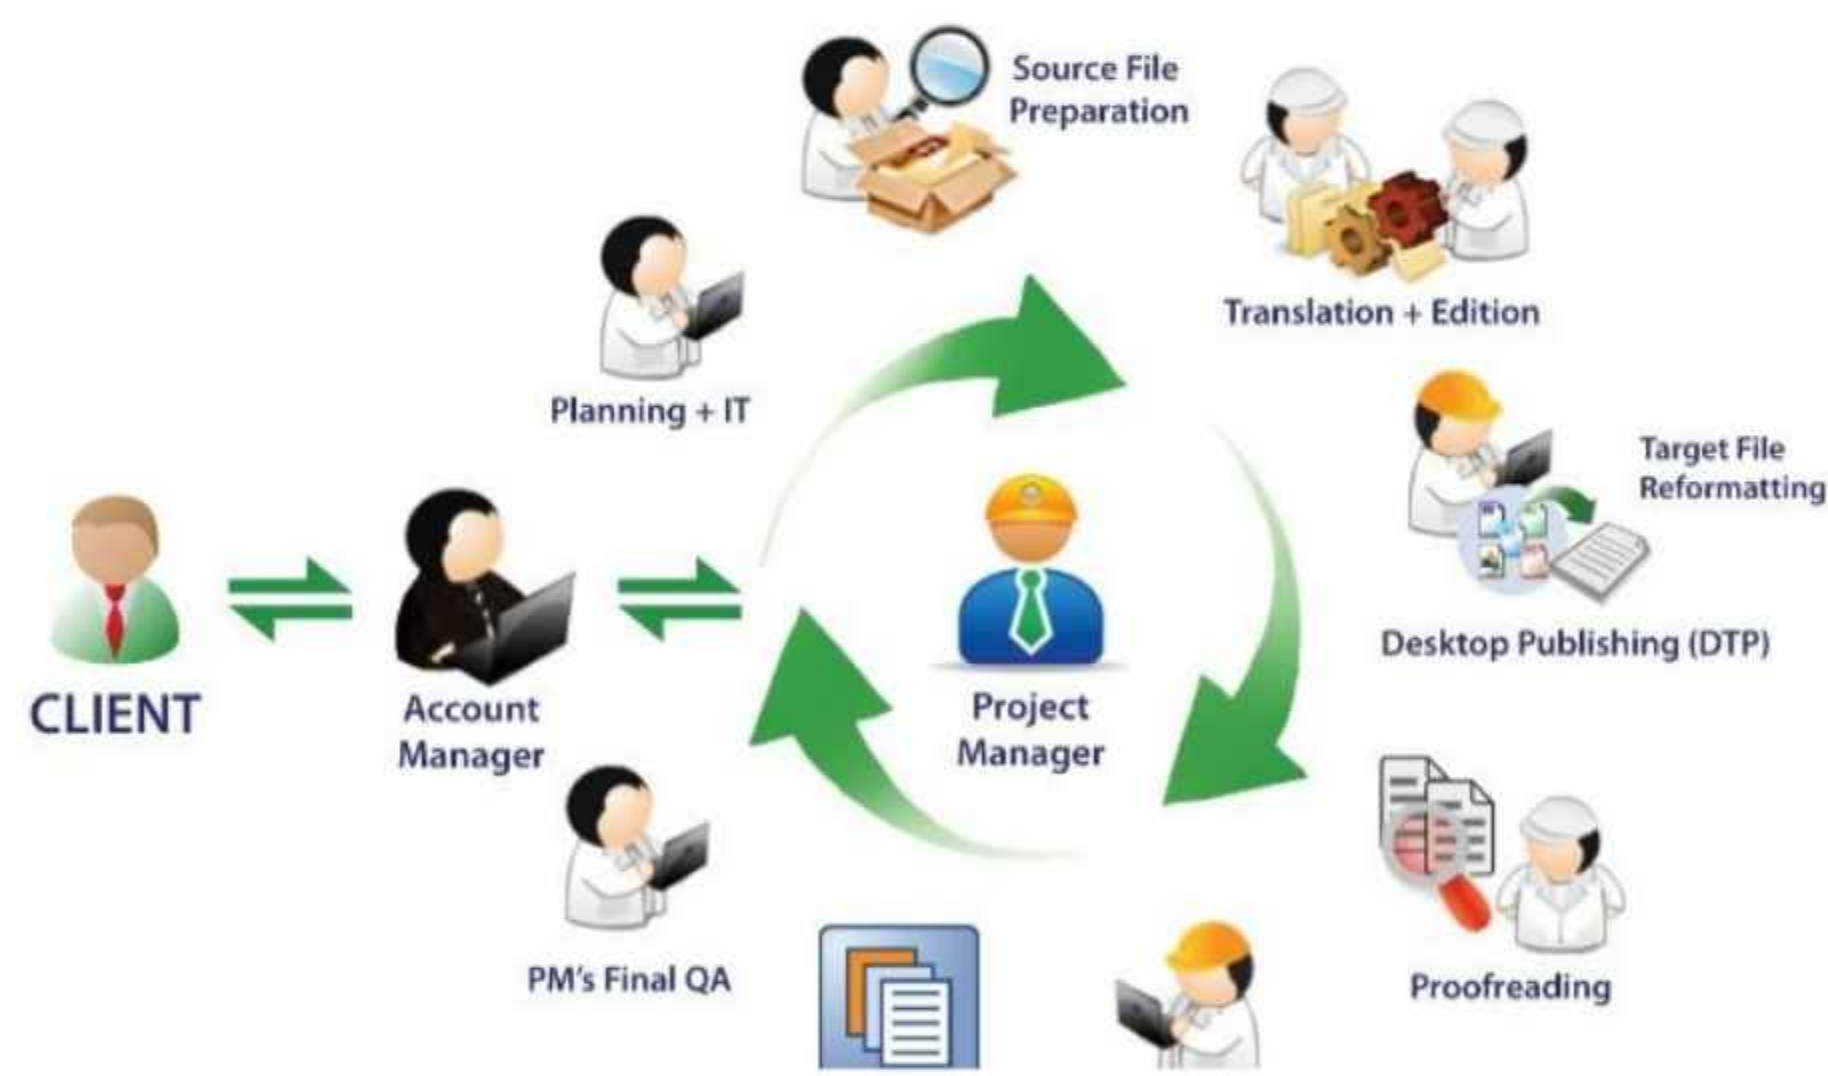 Source File
Preparation
Translation + Edition
Planning + IT
Target File
Reformatting
Desktop Publishing (DTP)
CLIENT
Account
Manager
Project
Manager
Proofreading
PM's Final QA